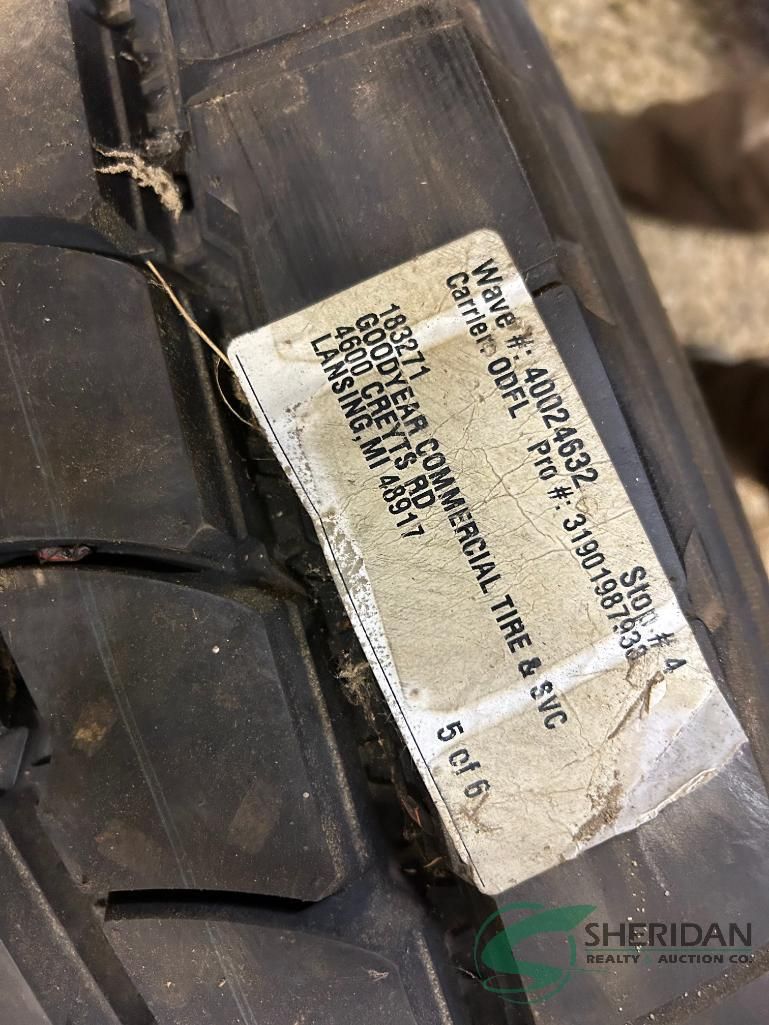 Wave #: 40024632 Stop # 4
Carrier: ODFL Pro #: 31901987933
183271
GOODYEAR COMMERCIAL TIRE & SVC
4600 CREYTS RD
LANSING,MI 48917
5 of 6
SHERIDAN
REALTY & AUCTION CO.